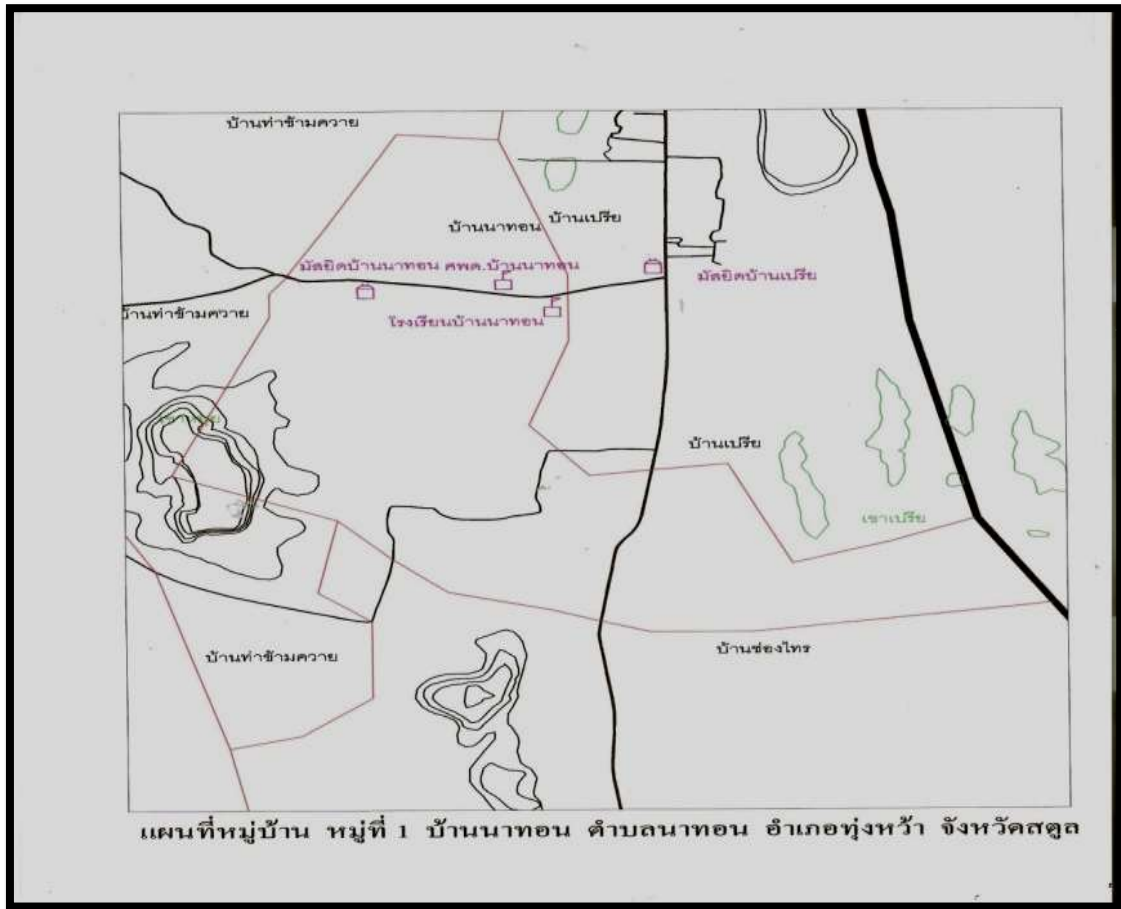 บ้านท่าข้ามควาย
บ้านนาทอน บ้านเปรีย
มัสยิดบ้านนาทอน ศพด.บ้านนาทอน มัสยิดบ้านเปรีย
บ้านท่าข้ามควาย โรงเรียนบ้านนาทอน
บ้านเปรีย
เขาเปรีย
บ้านท่าข้ามควาย บ้านช่องไทร
แผนที่หมู่บ้าน หมู่ที่ 1 บ้านนาทอน ตำบลนาทอน อำเภอทุ่งหว้า จังหวัดสตูล